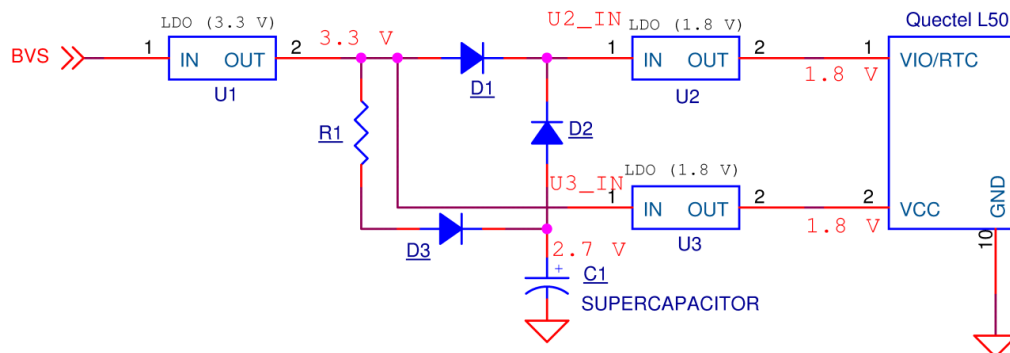 BVS
LDO (3.3 V)
1
IN
OUT
2
U1
3.3 V
D1
U2_IN
LDO (1.8 V)
1
IN
OUT
2
U2
Quectel L50
1
1.8 V
VIO/RTC
R1
D2
U3_IN
LDO (1.8 V)
1
IN
OUT
2
U3
2
1.8 V
VCC
GND
10
D3
2.7 V
+
C1
SUPERCAPACITOR